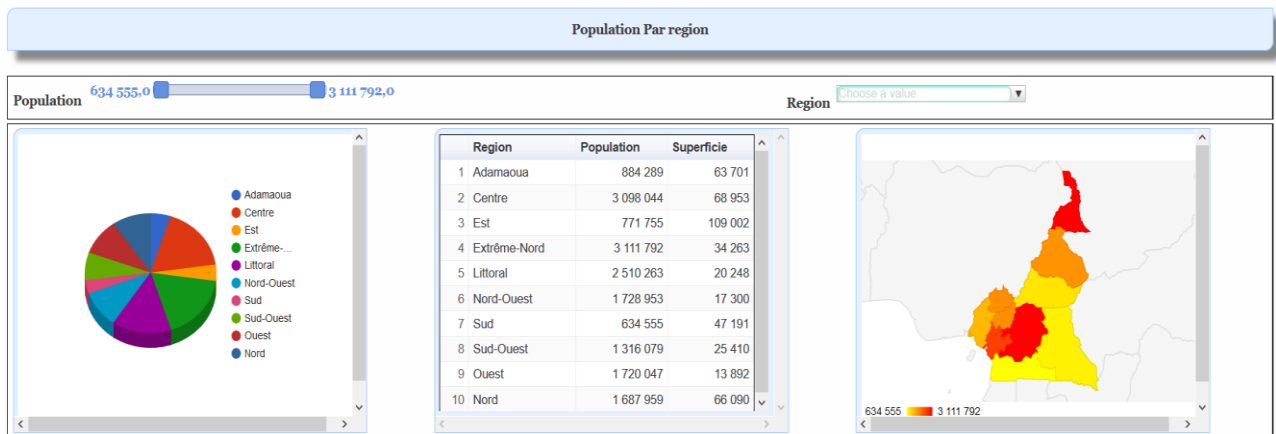 Population Par region
Population 634 555,0 3 111 792,0 Region Choose a value...
Adamaoua
Centre
Est
Extrême-...
Littoral
Nord-Ouest
Sud
Sud-Ouest
Ouest
Nord
Region Population Superficie
1 Adamaoua 884 289 63 701
2 Centre 3 098 044 68 953
3 Est 771 755 109 002
4 Extrême-Nord 3 111 792 34 263
5 Littoral 2 510 263 20 248
6 Nord-Ouest 1 728 953 17 300
7 Sud 634 555 47 191
8 Sud-Ouest 1 316 079 25 410
9 Ouest 1 720 047 13 892
10 Nord 1 687 959 66 090
634 555 3 111 792